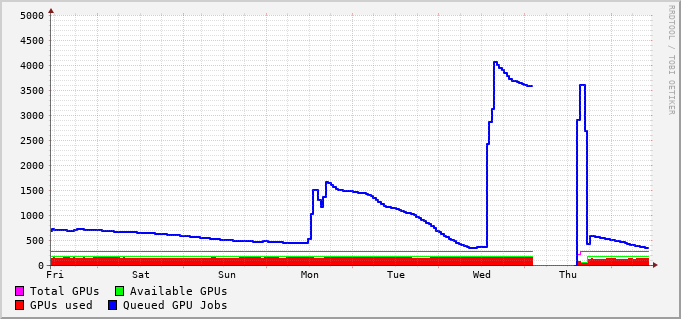 RRDTOOL / TOBI OETIKER
5000
4500
4000
3500
3000
2500
2000
1500
1000
500
0
Fri Sat Sun Mon Tue Wed Thu
Total GPUs Available GPUs
GPUs used Queued GPU Jobs